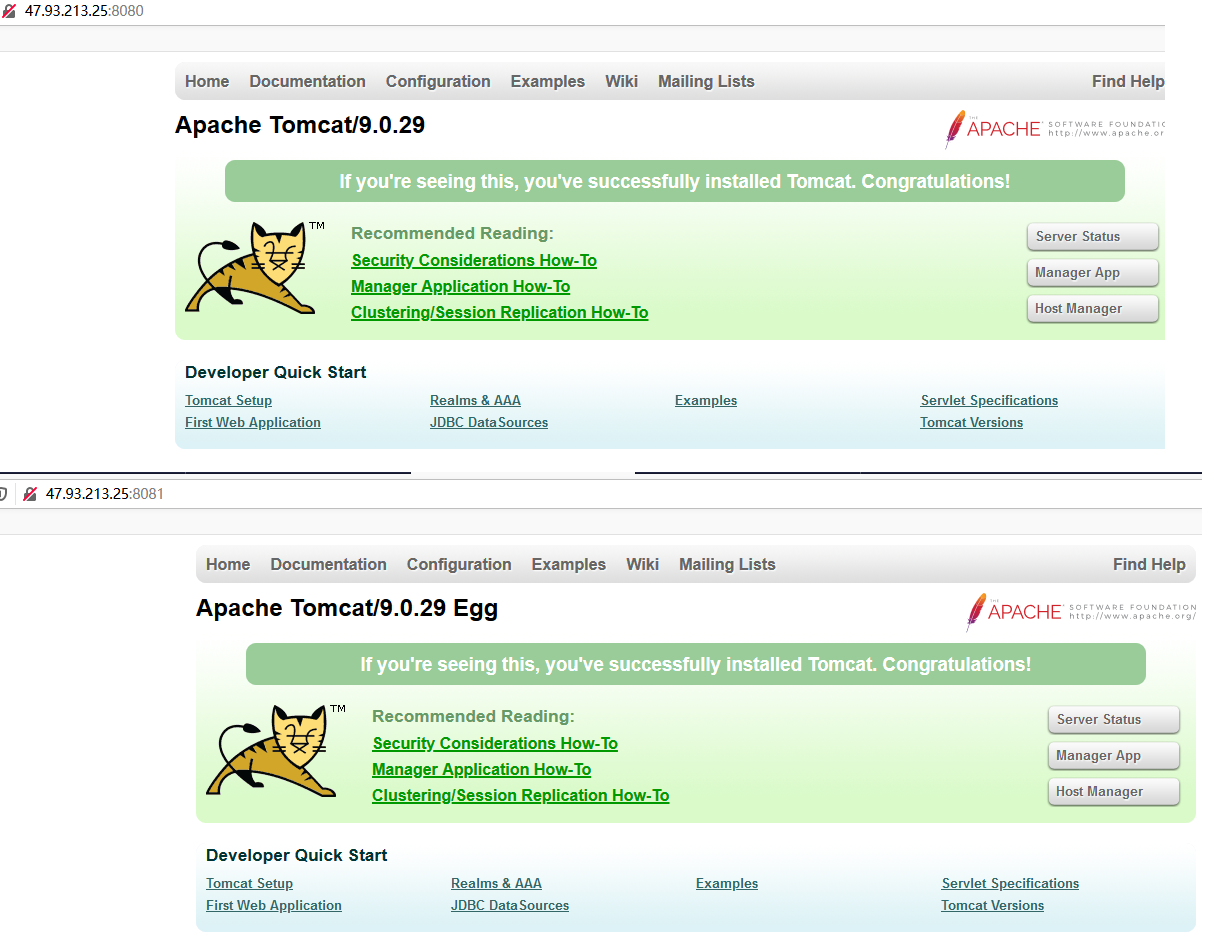 47.93.213.25:8080
Home Documentation Configuration Examples Wiki Mailing Lists Find Help
Apache Tomcat/9.0.29
THE APACHE SOFTWARE FOUNDATIO
http://www.apache.or
If you're seeing this, you've successfully installed Tomcat. Congratulations!
TM
Recommended Reading:
Security Considerations How-To
Manager Application How-To
Clustering/Session Replication How-To
Server Status
Manager App
Host Manager
Developer Quick Start
Tomcat Setup Realms & AAA Examples Servlet Specifications
First Web Application JDBC DataSources Tomcat Versions
47.93.213.25:8081
Home Documentation Configuration Examples Wiki Mailing Lists Find Help
Apache Tomcat/9.0.29 Egg
THE APACHE SOFTWARE FOUNDATION
http://www.apache.org/
If you're seeing this, you've successfully installed Tomcat. Congratulations!
TM
Recommended Reading:
Security Considerations How-To
Manager Application How-To
Clustering/Session Replication How-To
Server Status
Manager App
Host Manager
Developer Quick Start
Tomcat Setup Realms & AAA Examples Servlet Specifications
First Web Application JDBC DataSources Tomcat Versions